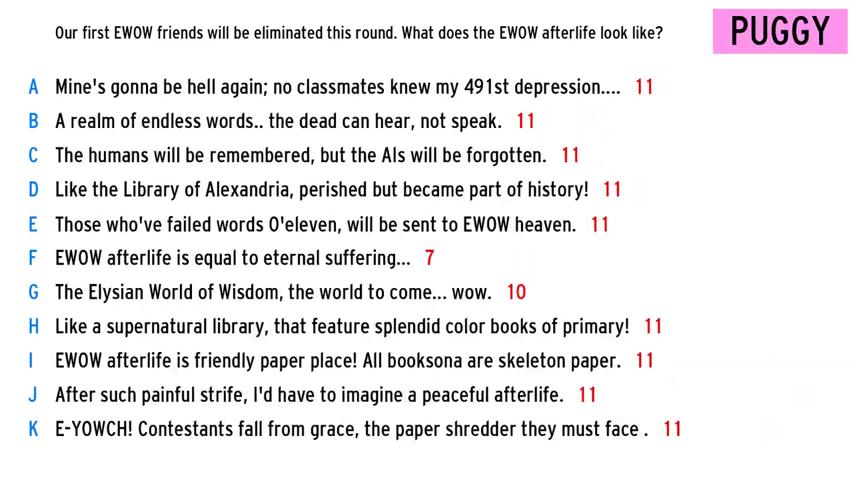 Our first EWOW friends will be eliminated this round. What does the EWOW afterlife look like?
PUGGY
A Mine's gonna be hell again; no classmates knew my 491st depression.... 11
B A realm of endless words.. the dead can hear, not speak. 11
C The humans will be remembered, but the AIs will be forgotten. 11
D Like the Library of Alexandria, perished but became part of history! 11
E Those who've failed words O'eleven, will be sent to EWOW heaven. 11
F EWOW afterlife is equal to eternal suffering... 7
G The Elysian World of Wisdom, the world to come... wow. 10
H Like a supernatural library, that feature splendid color books of primary! 11
I EWOW afterlife is friendly paper place! All booksona are skeleton paper. 11
J After such painful strife, I'd have to imagine a peaceful afterlife. 11
K E-YOWCH! Contestants fall from grace, the paper shredder they must face . 11